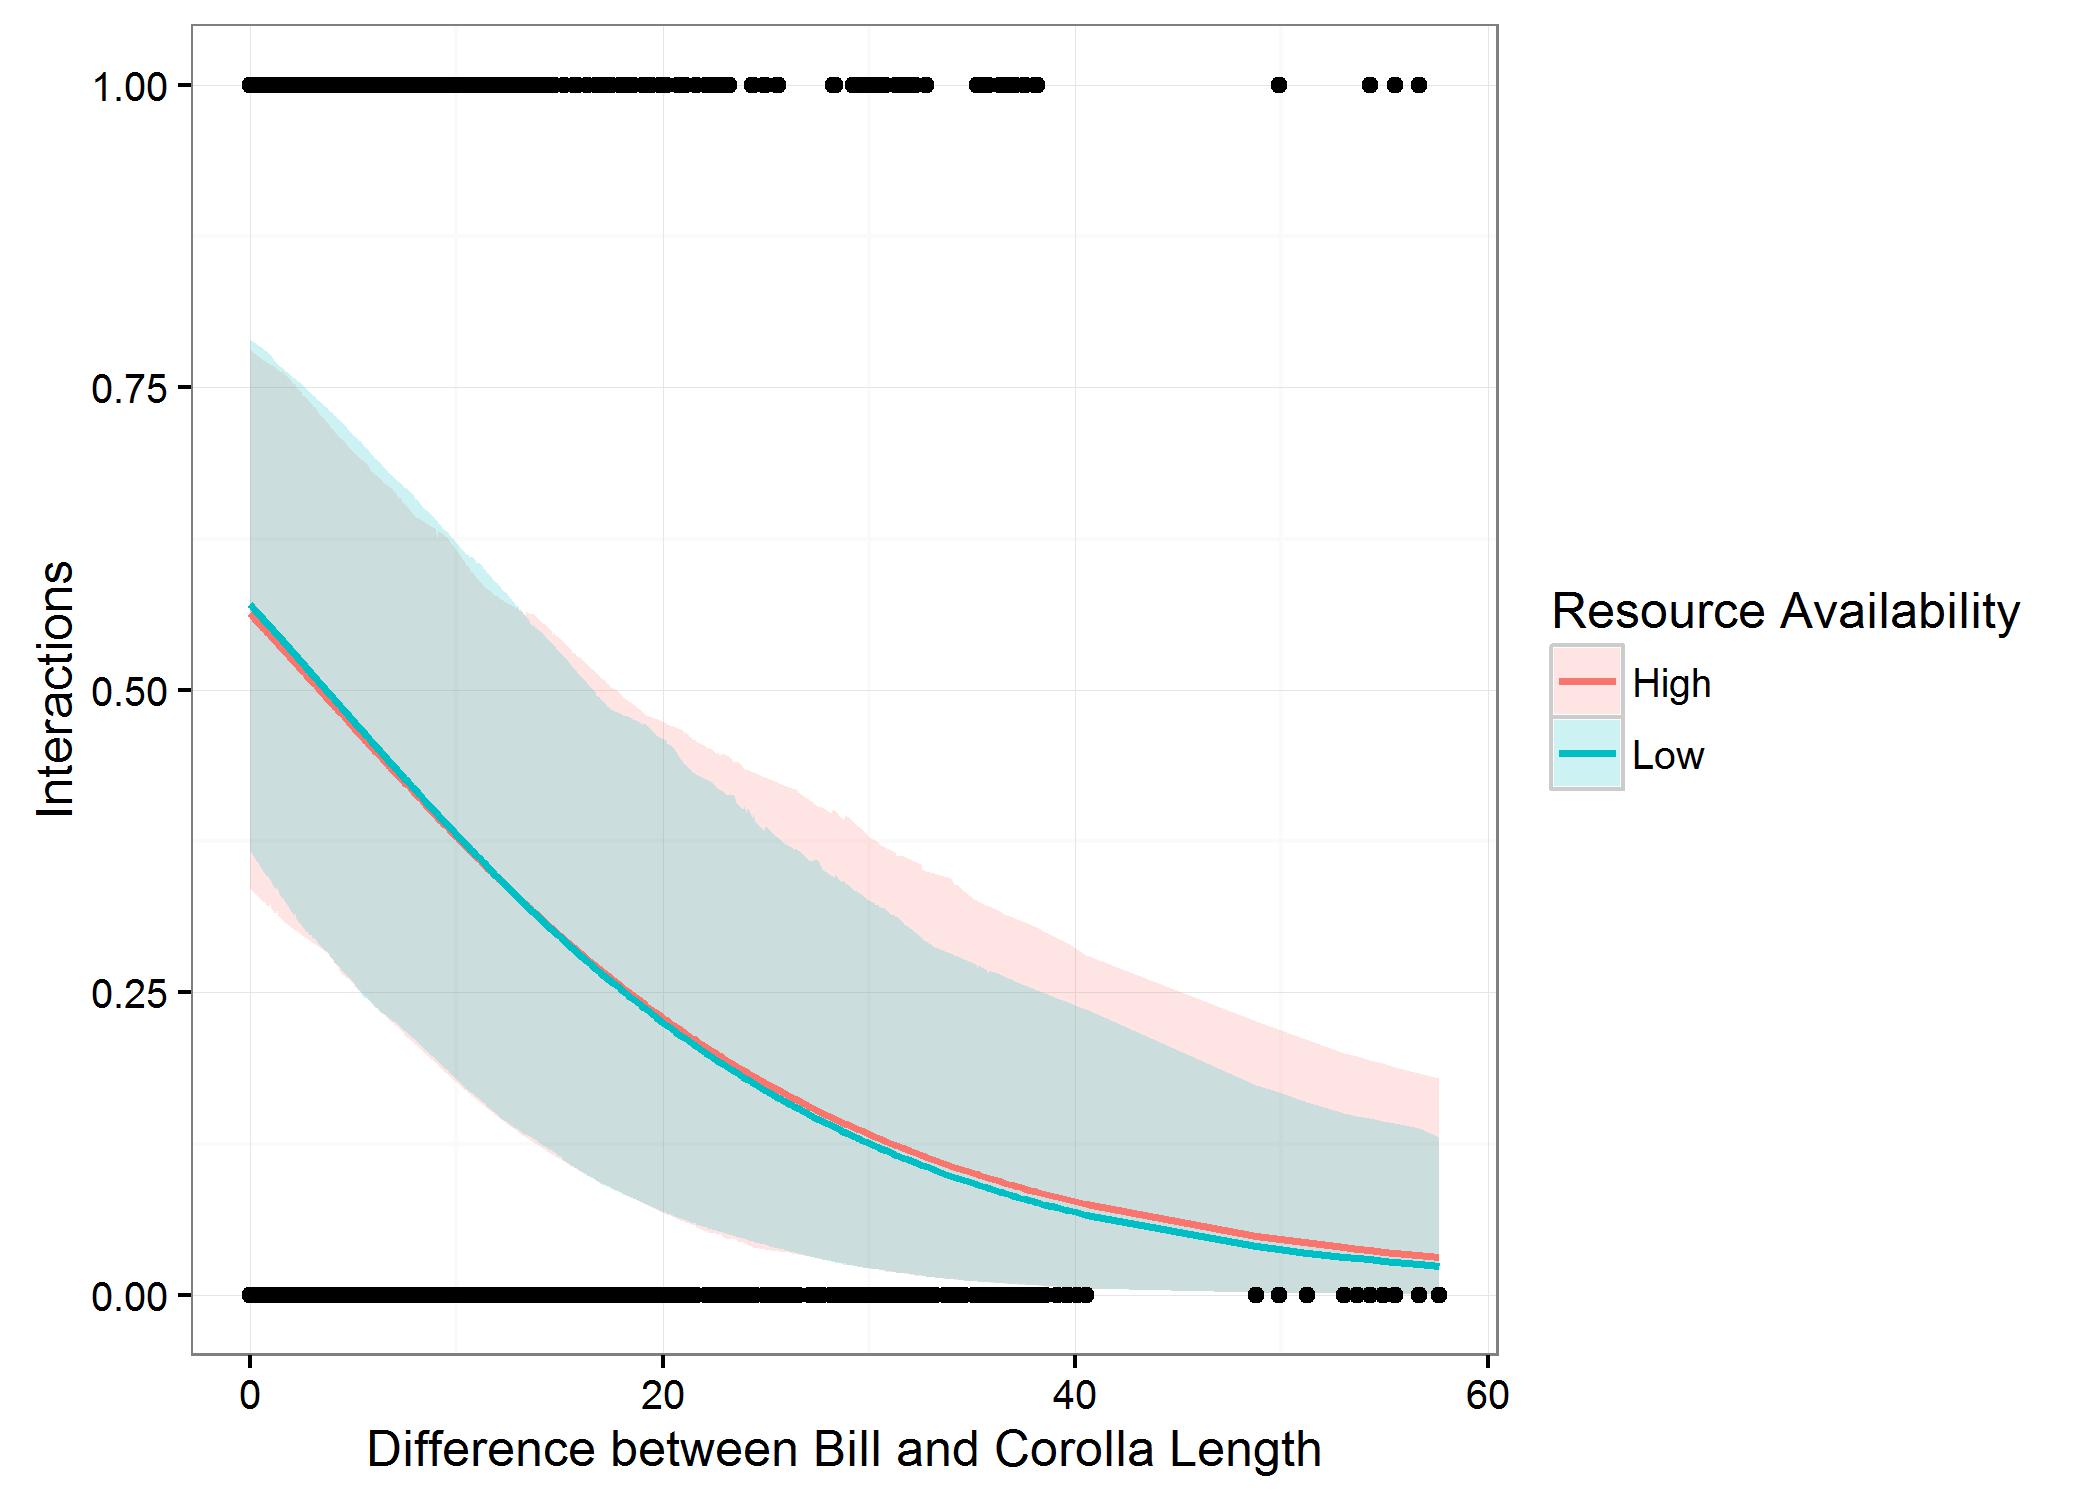 1.00
0.75
0.50
0.25
0.00
Interactions
0
20
40
60
Difference between Bill and Corolla Length
Resource Availability
High
Low